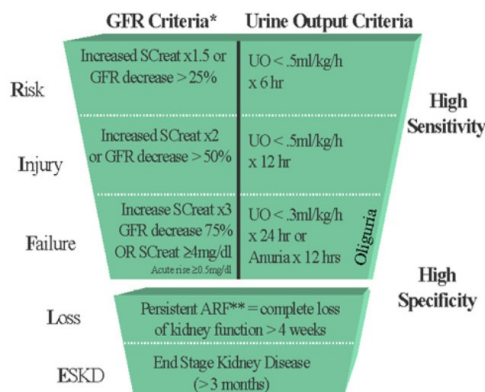 GFR Criteria*
Urine Output Criteria
Risk
Increased SCreat x1.5 or
GFR decrease > 25%
UO < .5ml/kg/h
x 6 hr
High
Sensitivity
Injury
Increased SCreat x2
or GFR decrease > 50%
UO < .5ml/kg/h
x 12 hr
Failure
Increase SCreat x3
GFR decrease 75%
OR SCreat ≥4mg/dl
Acute rise ≥0.5mg/dl
UO < .3ml/kg/h
x 24 hr or
Anuria x 12 hrs
Oliguria
High
Specificity
Loss
Persistent ARF** = complete loss
of kidney function > 4 weeks
ESKD
End Stage Kidney Disease
(> 3 months)